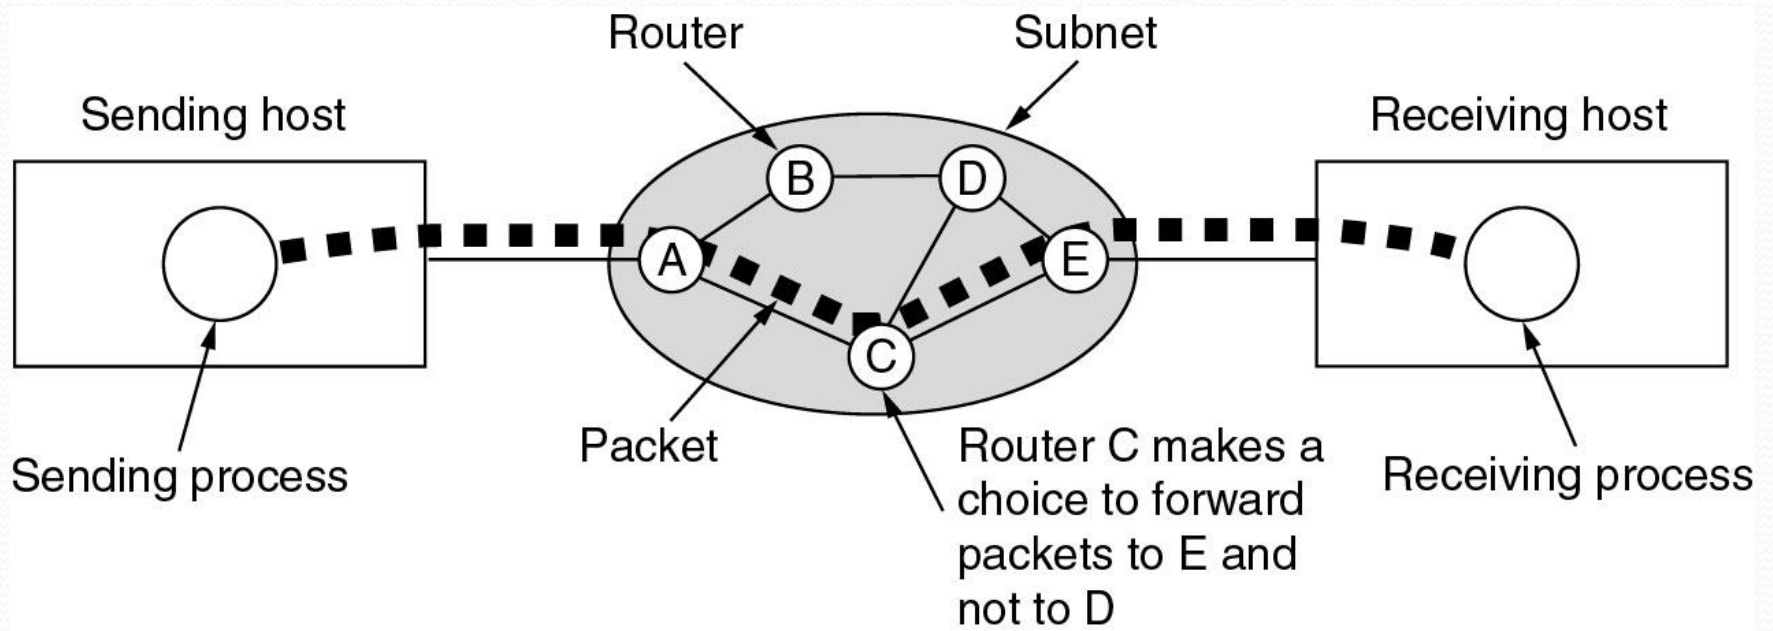 Router
Subnet
Sending host
Receiving host
B
D
A
E
C
Packet
Router C makes a
choice to forward
packets to E and
not to D
Sending process
Receiving process